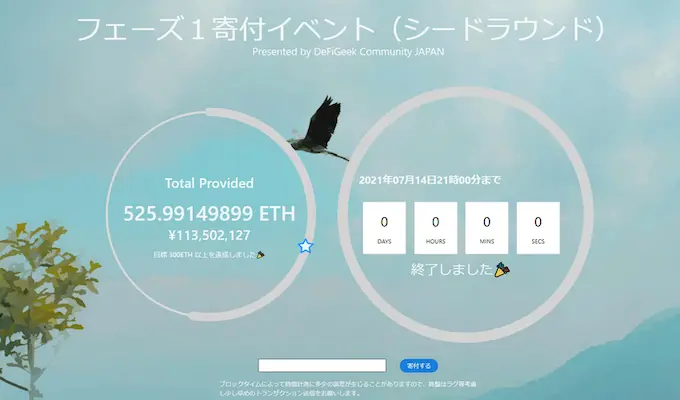 フェーズ１寄付イベント（シードラウンド）
Presented by DeFiGeek Community JAPAN
Total Provided
525.99149899 ETH
¥113,502,127
目標 300ETH 以上を達成しました🎉
2021年07月14日21時00分まで
0 0 0 0
DAYS HOURS MINS SECS
終了しました🎉
寄付する
ブロックタイムによって時間計測に多少の誤差が生じることがありますので、終盤はラグ等考慮
し少し早めのトランザクション送信をお願いします。